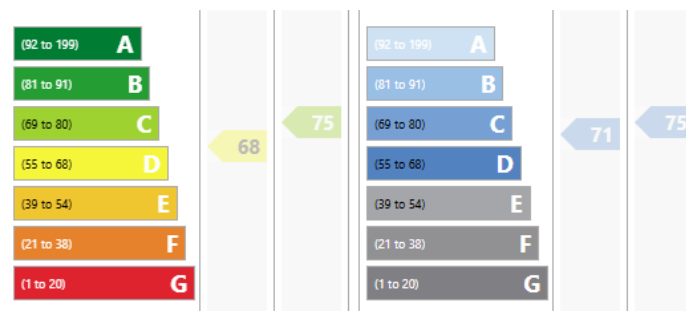 (92 to 199) A
(81 to 91) B
(69 to 80) C
(55 to 68) D
(39 to 54) E
(21 to 38) F
(1 to 20) G
68
75
(92 to 199) A
(81 to 91) B
(69 to 80) C
(55 to 68) D
(39 to 54) E
(21 to 38) F
(1 to 20) G
71
75